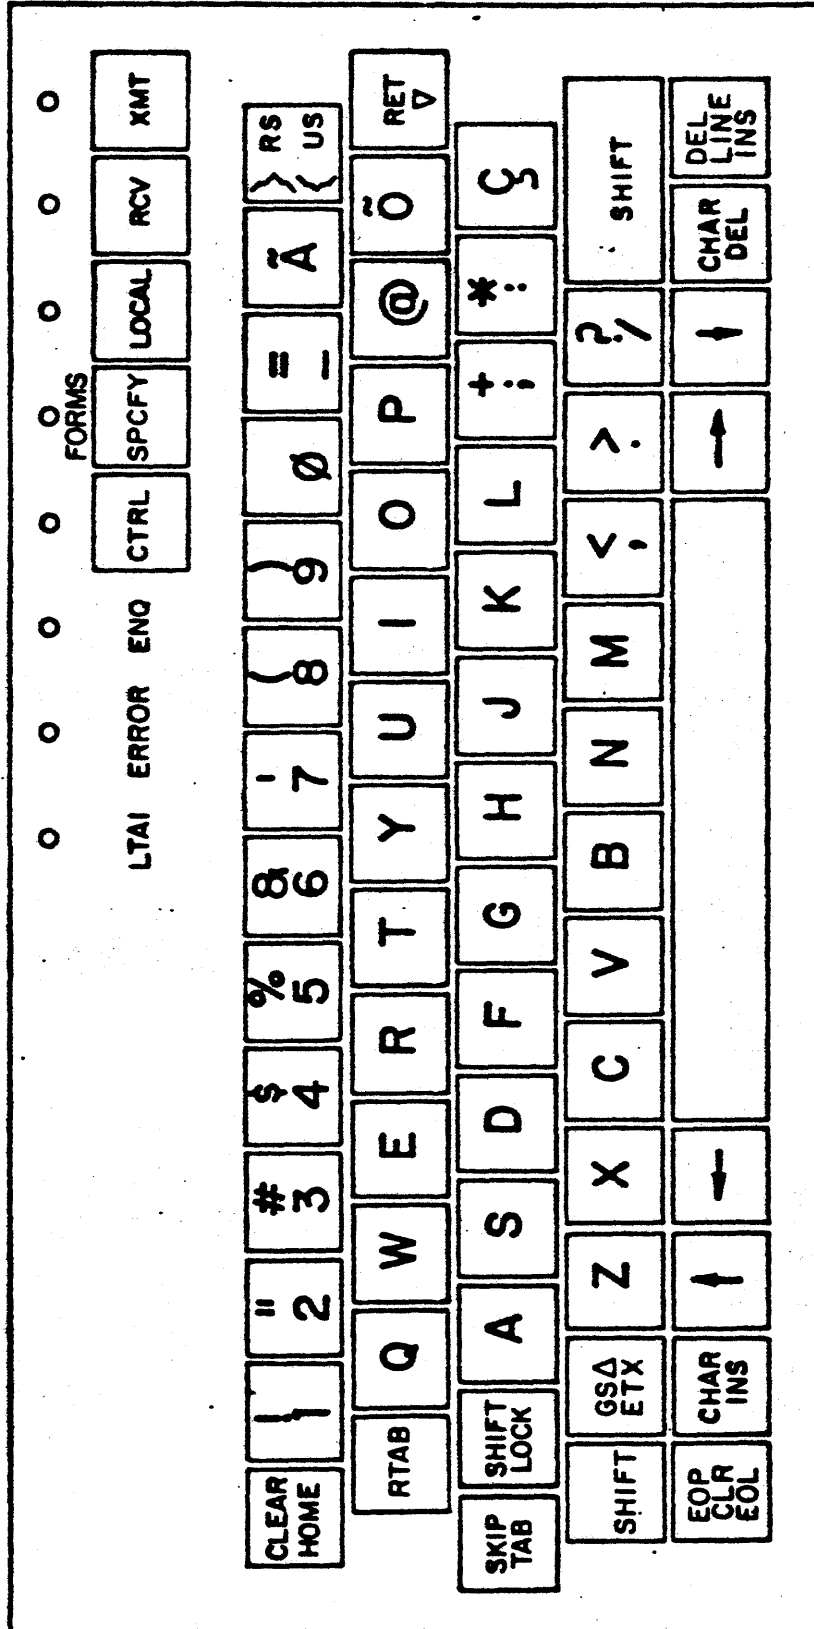 FORMS
LTAI ERROR ENQ CTRL SPCFY LOCAL RCV XMT
CLEAR ! " # $ % & ' ( ) = } RS
HOME 1 2 3 4 5 6 7 8 9 Ø - Ã { US
RTAB Q W E R T Y U I O P @ Õ RET ▽
SKIP SHIFT + *
TAB LOCK A S D F G H J K L ; : Ç
GS△ < > ?
SHIFT ETX Z X C V B N M , . / SHIFT
EOP CHAR CHAR DEL
CLR INS DEL LINE
EOL INS